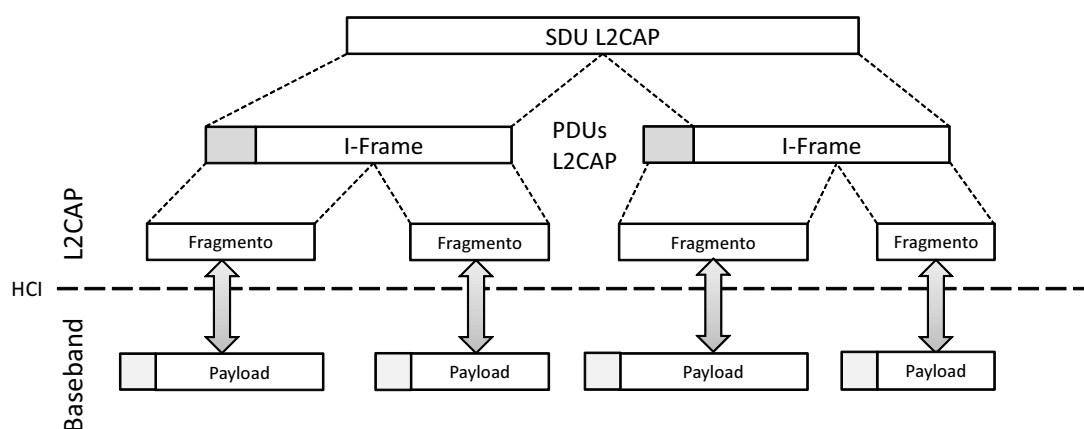 SDU L2CAP
I-Frame
PDUs
L2CAP
I-Frame
L2CAP
Fragmento
Fragmento
Fragmento
Fragmento
HCI
Baseband
Payload
Payload
Payload
Payload